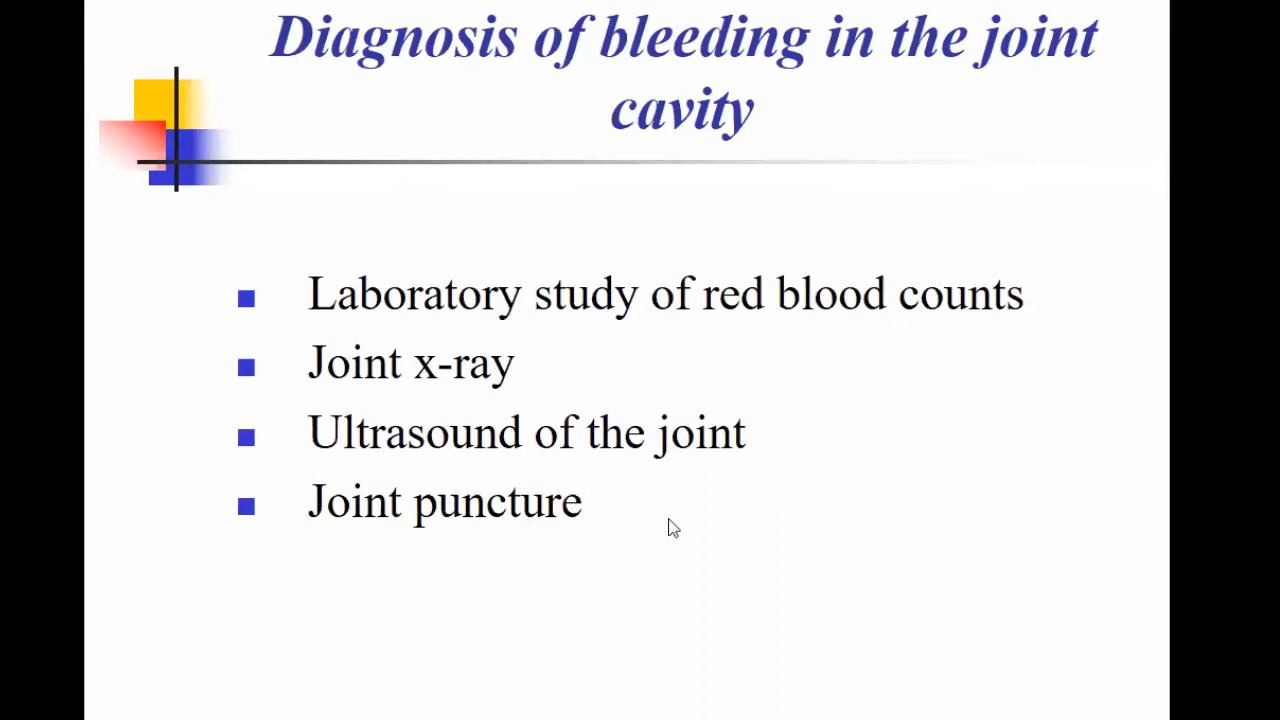 Diagnosis of bleeding in the joint
cavity
Laboratory study of red blood counts
Joint x-ray
Ultrasound of the joint
Joint puncture